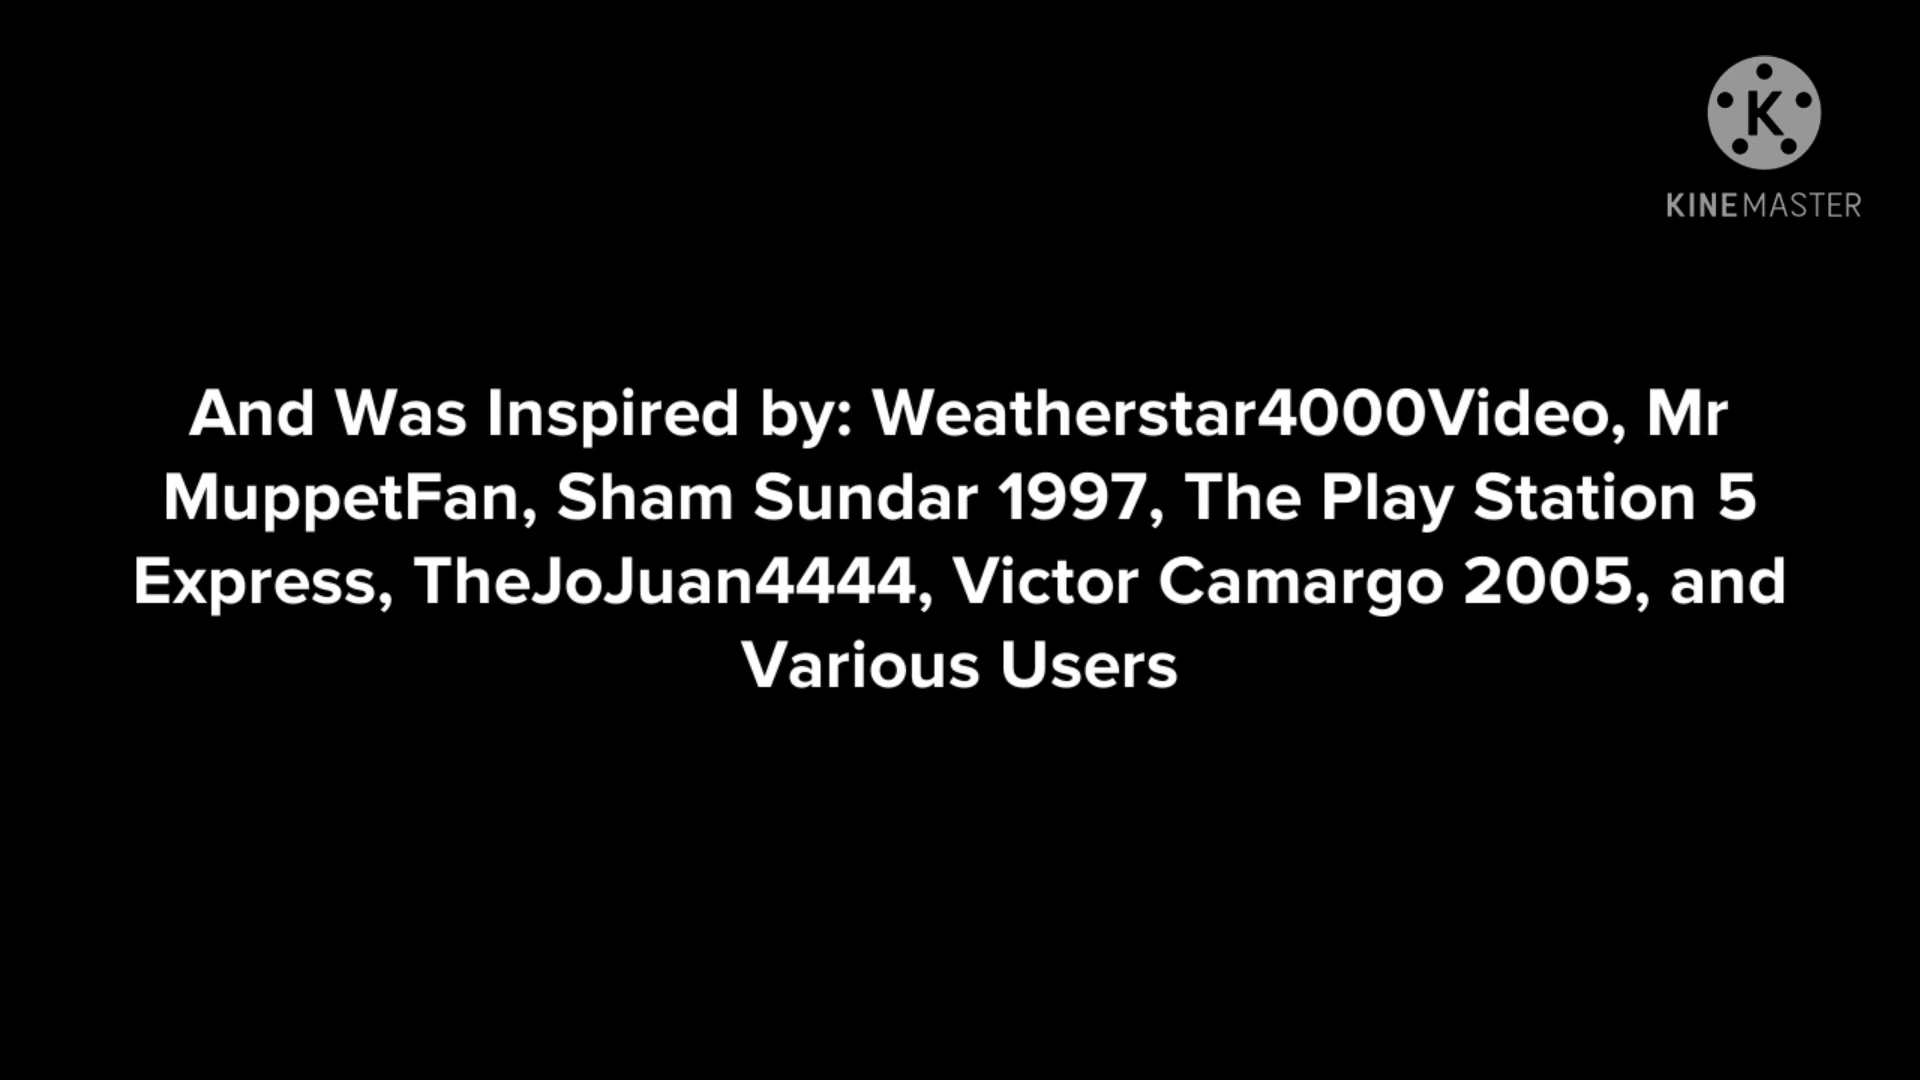 K
KINEMASTER
And Was Inspired by: Weatherstar4000Video, Mr
MuppetFan, Sham Sundar 1997, The Play Station 5
Express, TheJoJuan4444, Victor Camargo 2005, and
Various Users